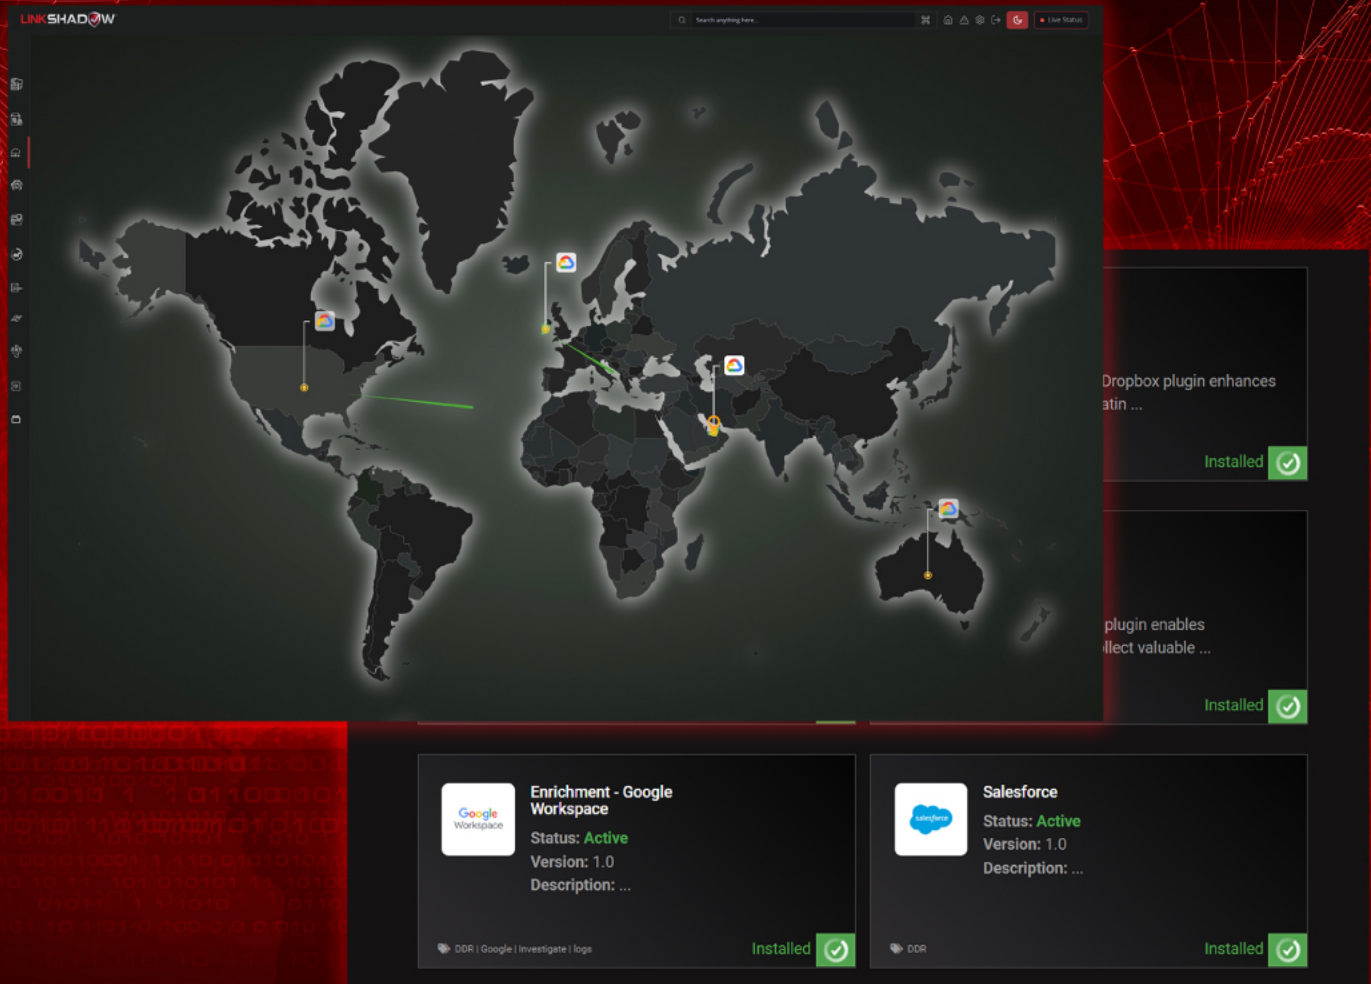 LINKSHADOW
Search anything here...
Live Status
Dropbox plugin enhances
atin ...
Installed
plugin enables
llect valuable ...
Installed
Google
Workspace
Enrichment - Google
Workspace
Status: Active
Version: 1.0
Description: ...
DDR | Google | Investigate | logs
Installed
salesforce
Salesforce
Status: Active
Version: 1.0
Description: ...
DDR
Installed